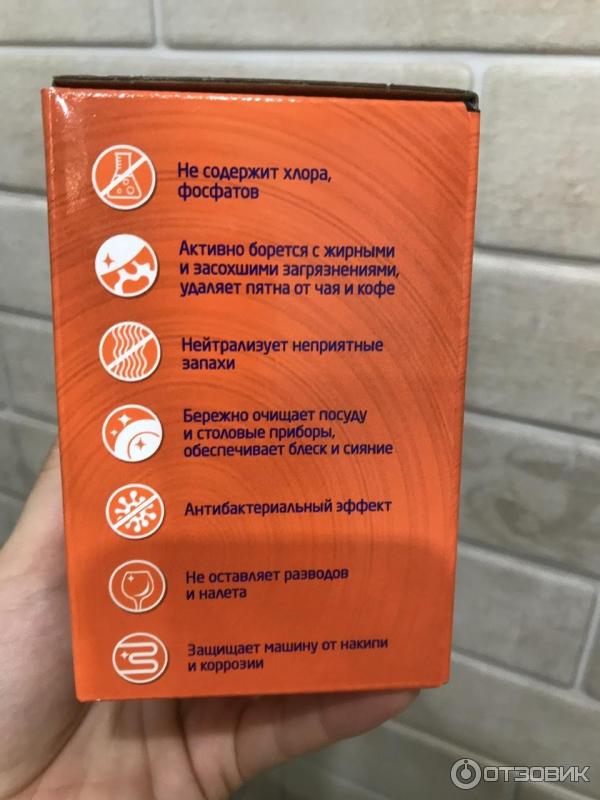 Не содержит хлора,
фосфатов
Активно борется с жирными
и засохшими загрязнениями,
удаляет пятна от чая и кофе
Нейтрализует неприятные
запахи
Бережно очищает посуду
и столовые приборы,
обеспечивает блеск и сияние
Антибактериальный эффект
Не оставляет разводов
и налета
Защищает машину от накипи
и коррозии
ОТЗОВИК